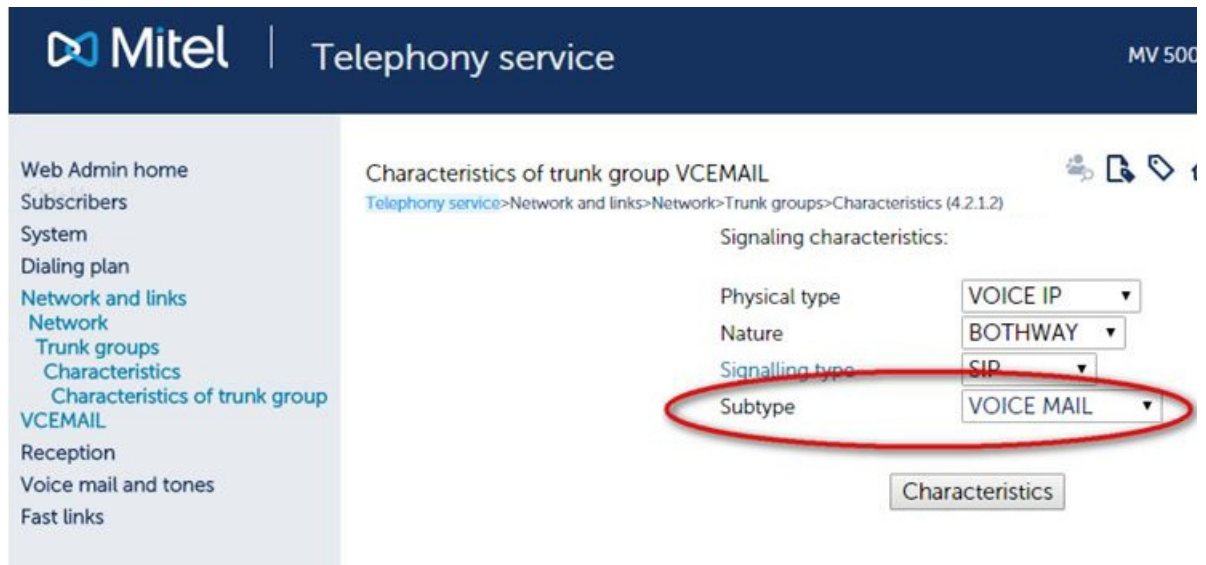 Mitel | Telephony service
MV 500
Web Admin home
Subscribers
System
Dialing plan
Network and links
Network
Trunk groups
Characteristics
Characteristics of trunk group
VCEMAIL
Reception
Voice mail and tones
Fast links
Characteristics of trunk group VCEMAIL
Telephony service>Network and links>Network>Trunk groups>Characteristics (4.2.1.2)
Signaling characteristics:
Physical type VOICE IP
Nature BOTHWAY
Signalling type SIP
Subtype VOICE MAIL
Characteristics